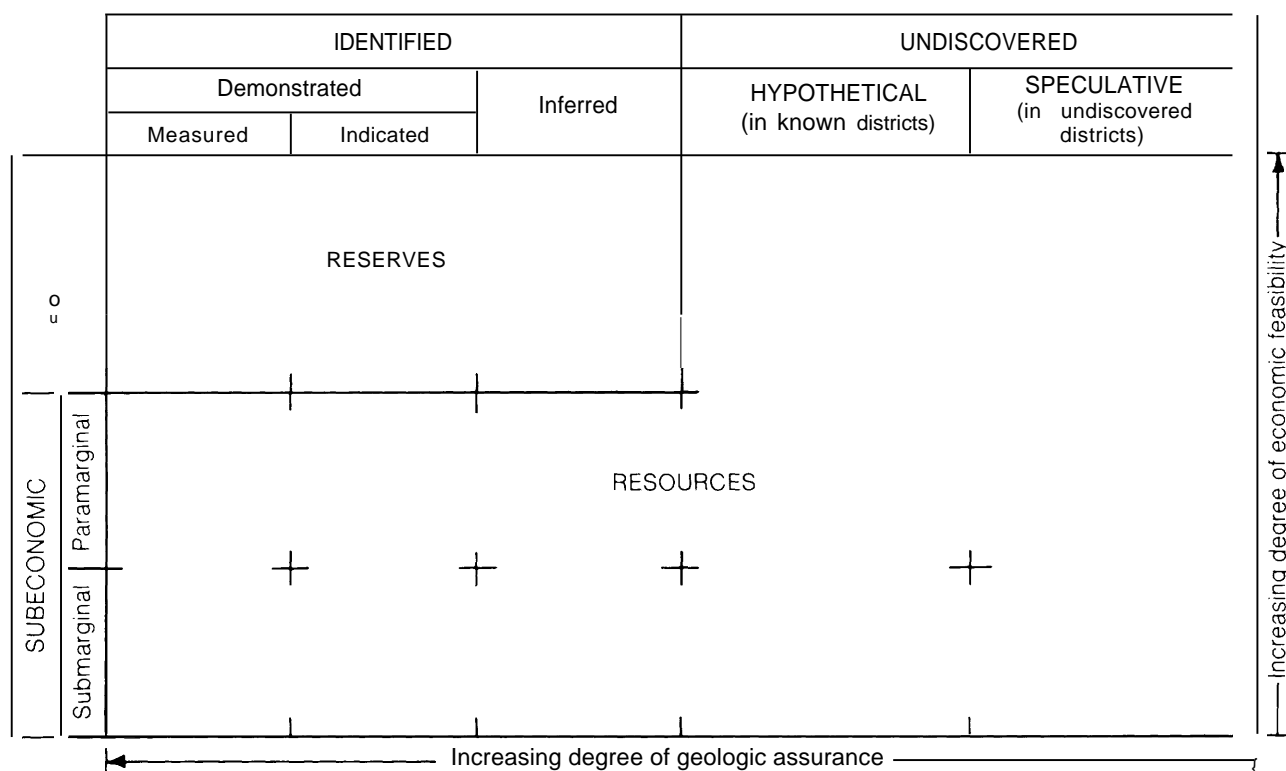 IDENTIFIED
UNDISCOVERED
Demonstrated
Inferred
HYPOTHETICAL
(in known districts)
SPECULATIVE
(in undiscovered
districts)
Measured
Indicated
RESERVES
o
u
SUBECONOMIC
Paramarginal
Submarginal
RESOURCES
Increasing degree of economic feasibility
Increasing degree of geologic assurance